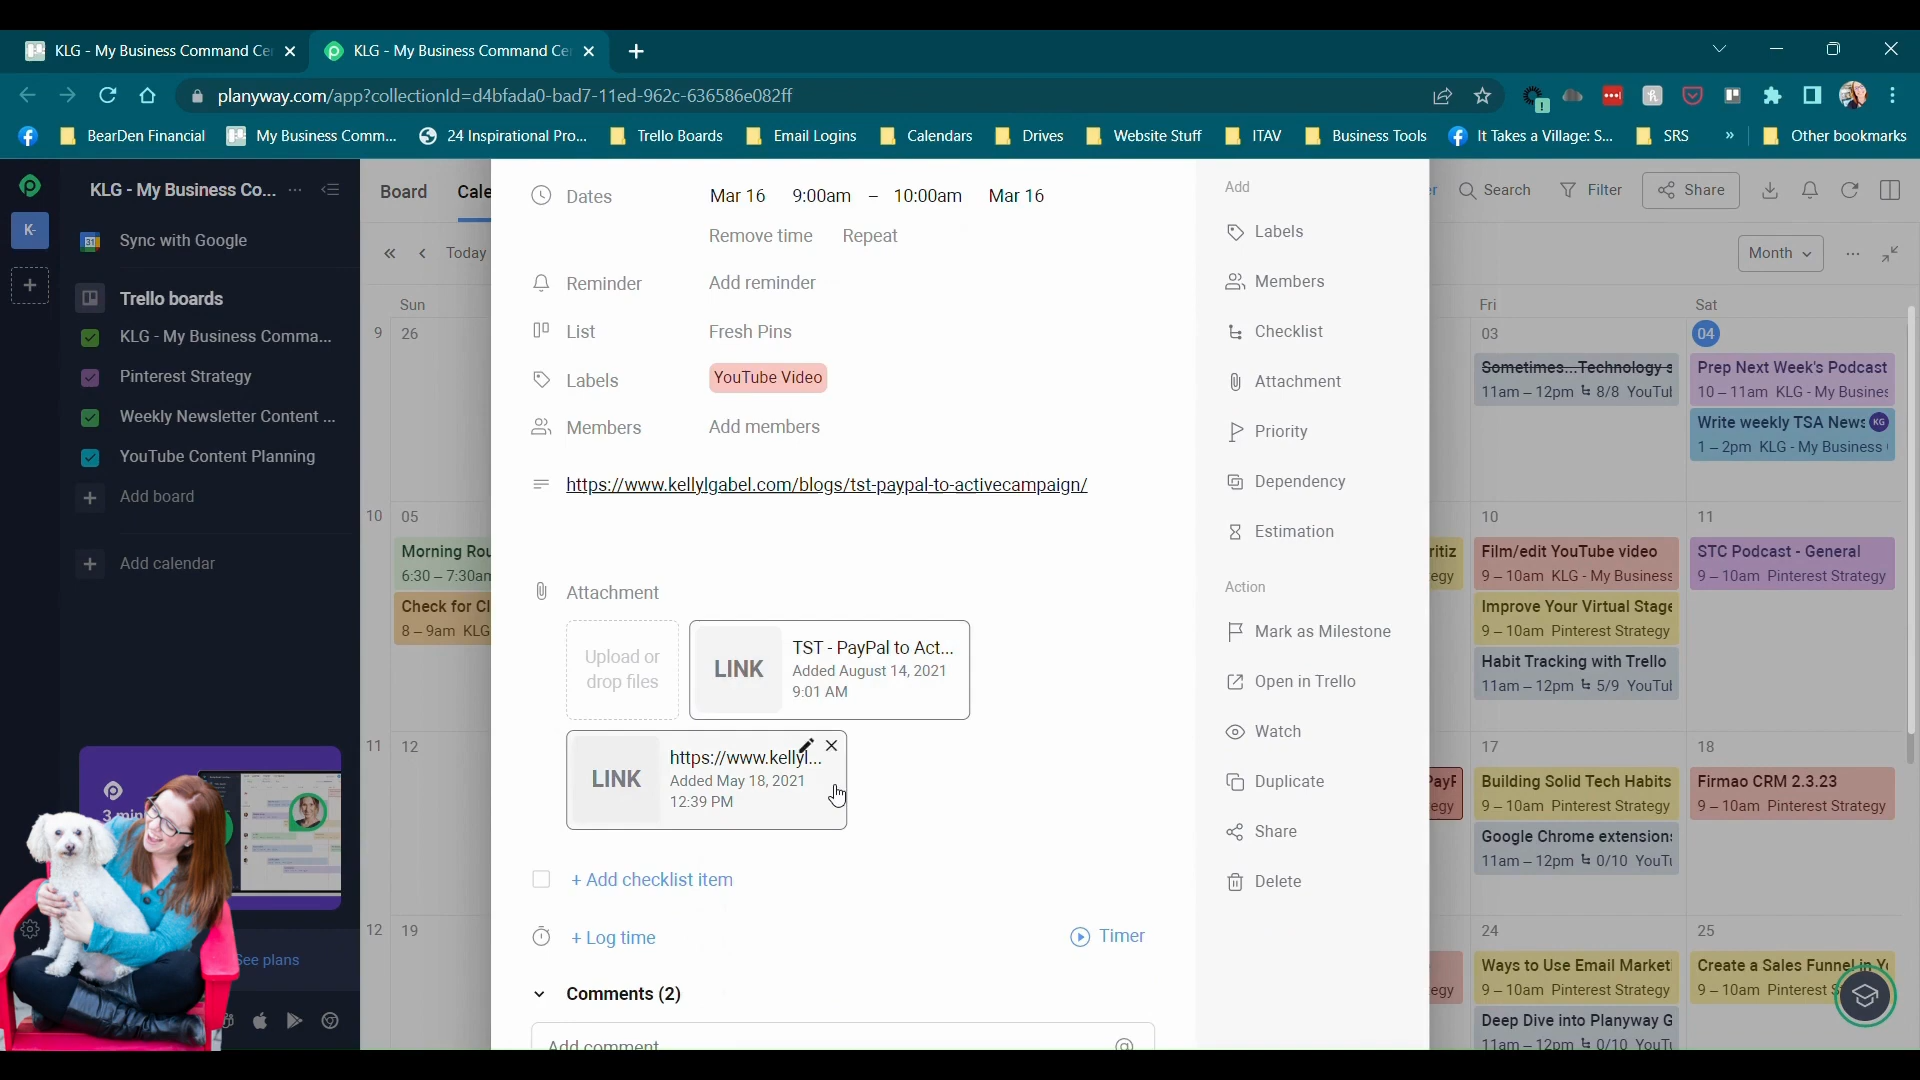 KLG - My Business Command Ce
KLG - My Business Command Ce
planyway.com/app?collectionId=d4bfada0-bad7-11ed-962c-636586e082ff
BearDen Financial
My Business Comm...
24 Inspirational Pro...
Trello Boards
Email Logins
Calendars
Drives
Website Stuff
ITAV
Business Tools
It Takes a Village: S...
SRS
»
Other bookmarks
KLG - My Business Co...
K-
Sync with Google
Trello boards
KLG - My Business Comma...
Pinterest Strategy
Weekly Newsletter Content ...
YouTube Content Planning
Add board
Add calendar
3 min
See plans
Board
Cale
Today
Sun
9 26
10 05
Morning Rou
6:30 – 7:30am
Check for Cl
8 – 9am KLG
11 12
12 19
Dates
Mar 16 9:00am – 10:00am Mar 16
Remove time Repeat
Reminder Add reminder
List Fresh Pins
Labels YouTube Video
Members Add members
https://www.kellylgabel.com/blogs/tst-paypal-to-activecampaign/
Attachment
Upload or
drop files
LINK
TST - PayPal to Act...
Added August 14, 2021
9:01 AM
LINK
https://www.kellyl...
Added May 18, 2021
12:39 PM
+ Add checklist item
+ Log time
Timer
Comments (2)
Add comment
@
Add
Labels
Members
Checklist
Attachment
Priority
Dependency
Estimation
Action
Mark as Milestone
Open in Trello
Watch
Duplicate
Share
Delete
Search
Filter
Share
Month
Fri
Sat
03
Sometimes...Technology s
11am – 12pm 8/8 YouTul
04
Prep Next Week's Podcast
10 – 11am KLG - My Busines
Write weekly TSA News KG
1 – 2pm KLG - My Business
10
ritiz
egy
Film/edit YouTube video
9 – 10am KLG - My Business
Improve Your Virtual Stage
9 – 10am Pinterest Strategy
Habit Tracking with Trello
11am – 12pm 5/9 YouTul
11
STC Podcast - General
9 – 10am Pinterest Strategy
17
PayP
egy
Building Solid Tech Habits
9 – 10am Pinterest Strategy
Google Chrome extension
11am – 12pm 0/10 YouTu
18
Firmao CRM 2.3.23
9 – 10am Pinterest Strategy
24
egy
Ways to Use Email Market
9 – 10am Pinterest Strategy
Deep Dive into Planyway G
11am – 12pm 0/10 YouTu
25
Create a Sales Funnel in Y
9 – 10am Pinterest S